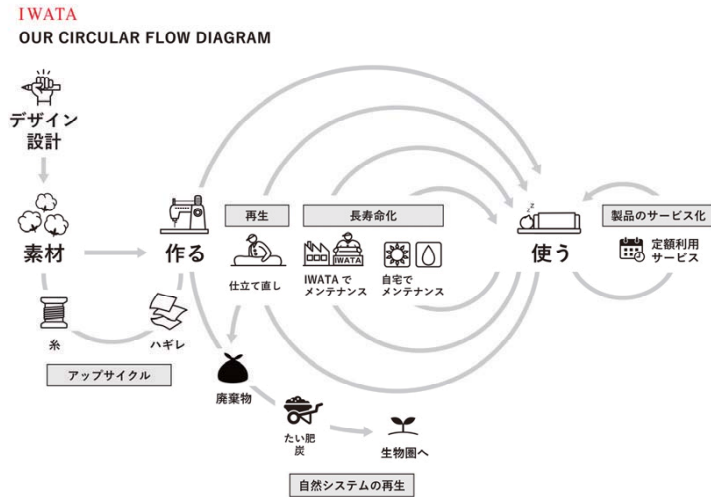 IWATA
OUR CIRCULAR FLOW DIAGRAM
デザイン
設計
素材
作る
再生
仕立て直し
長寿命化
IWATA
IWATA で
メンテナンス
自宅で
メンテナンス
z
z
使う
製品のサービス化
定額利用
サービス
糸
ハギレ
アップサイクル
廃棄物
たい肥
炭
生物圏へ
自然システムの再生